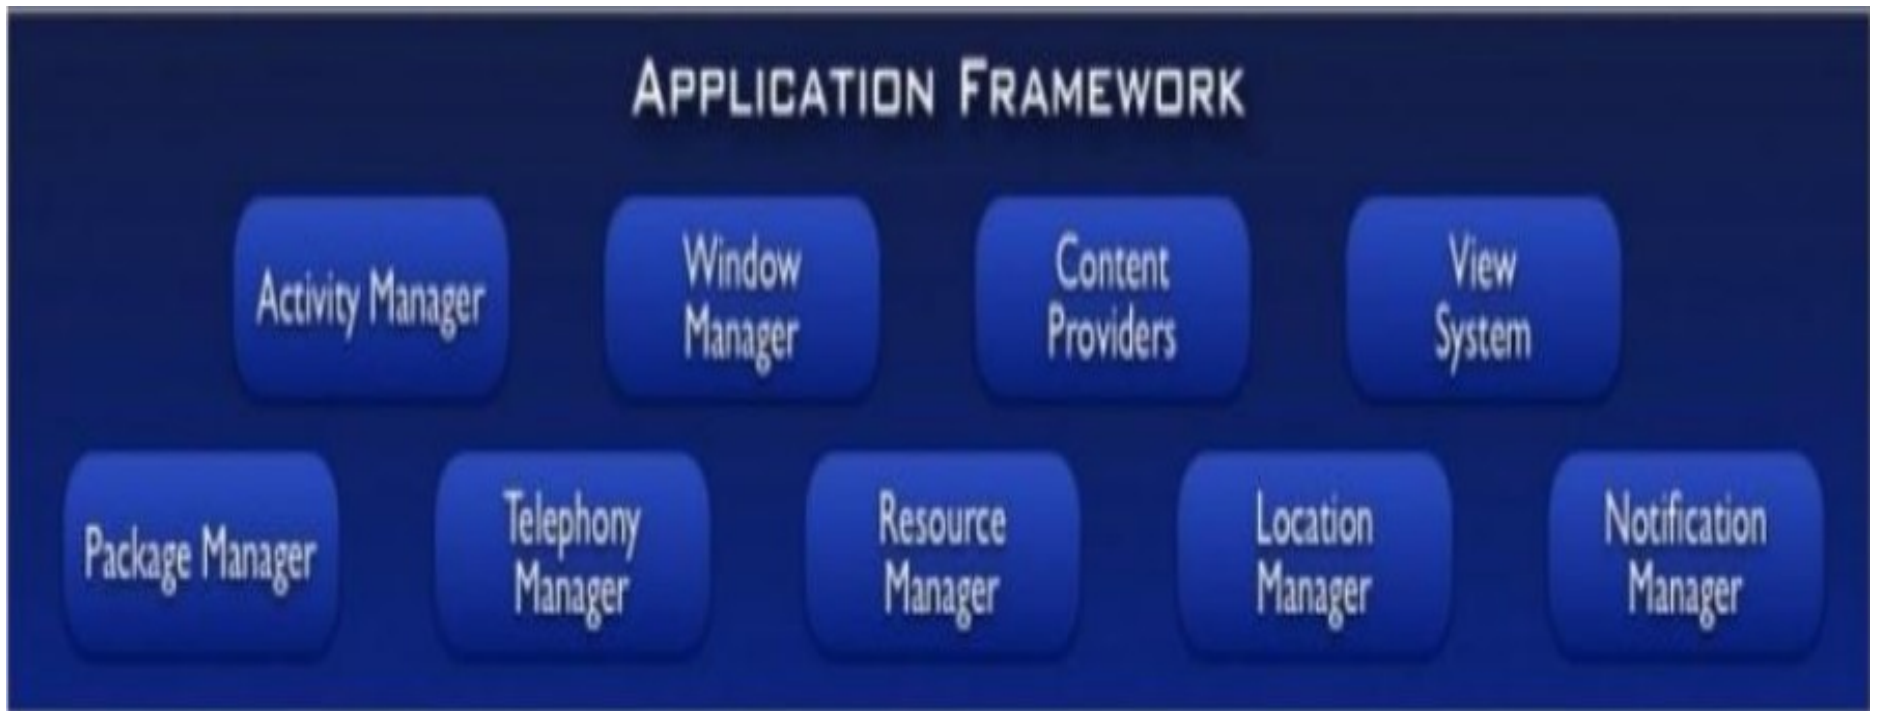 APPLICATION FRAMEWORK
Activity Manager
Window
Manager
Content
Providers
View
System
Package Manager
Telephony
Manager
Resource
Manager
Location
Manager
Notification
Manager